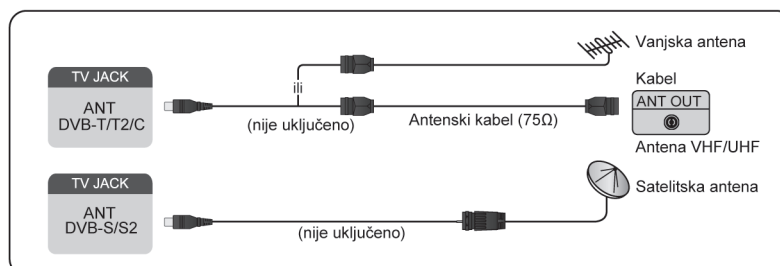 Vanjska antena
TV JACK
ANT
DVB-T/T2/C
ili
(nije uključeno)
Antenski kabel (75Ω)
Kabel
ANT OUT
Antena VHF/UHF
TV JACK
ANT
DVB-S/S2
(nije uključeno)
Satelitska antena